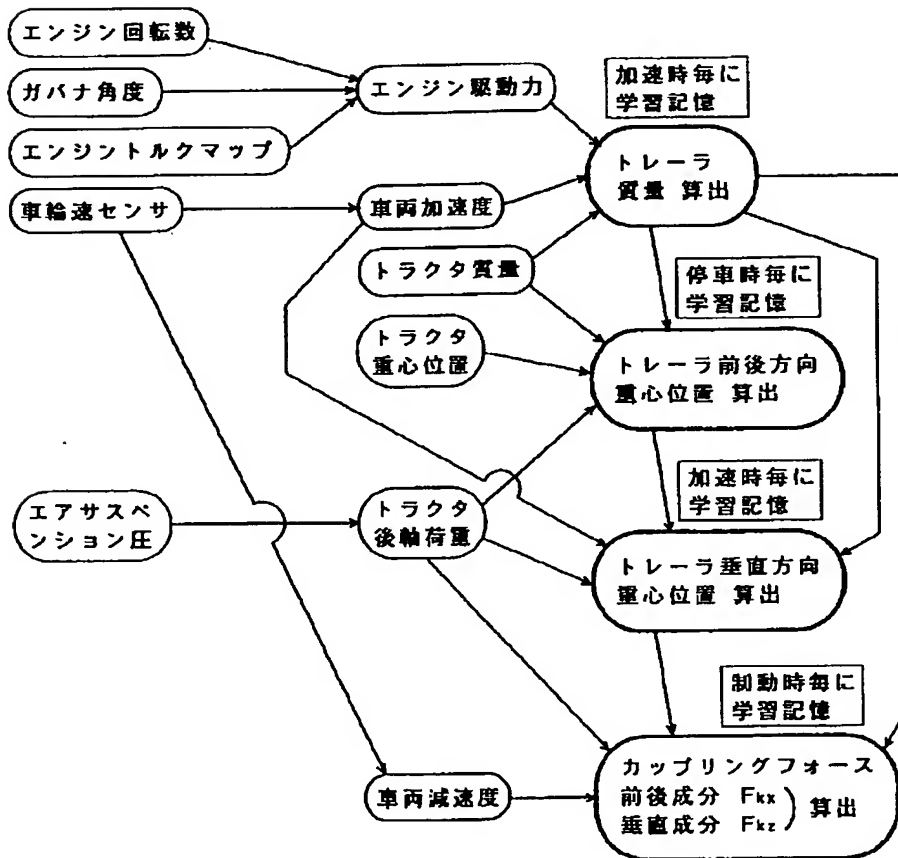 エンジン回転数
ガバナ角度
エンジントルクマップ
車輪速センサ
エンジン駆動力
加速時毎に
学習記憶
トレーラ
質量 算出
車両加速度
トラクタ質量
停車時毎に
学習記憶
トラクタ
重心位置
トレーラ前後方向
重心位置 算出
加速時毎に
学習記憶
エアサスペ
ンション圧
トラクタ
後軸荷重
トレーラ垂直方向
重心位置 算出
制動時毎に
学習記憶
車両減速度
カップリングフォース
前後成分 Fkx
垂直成分 Fkz
算出